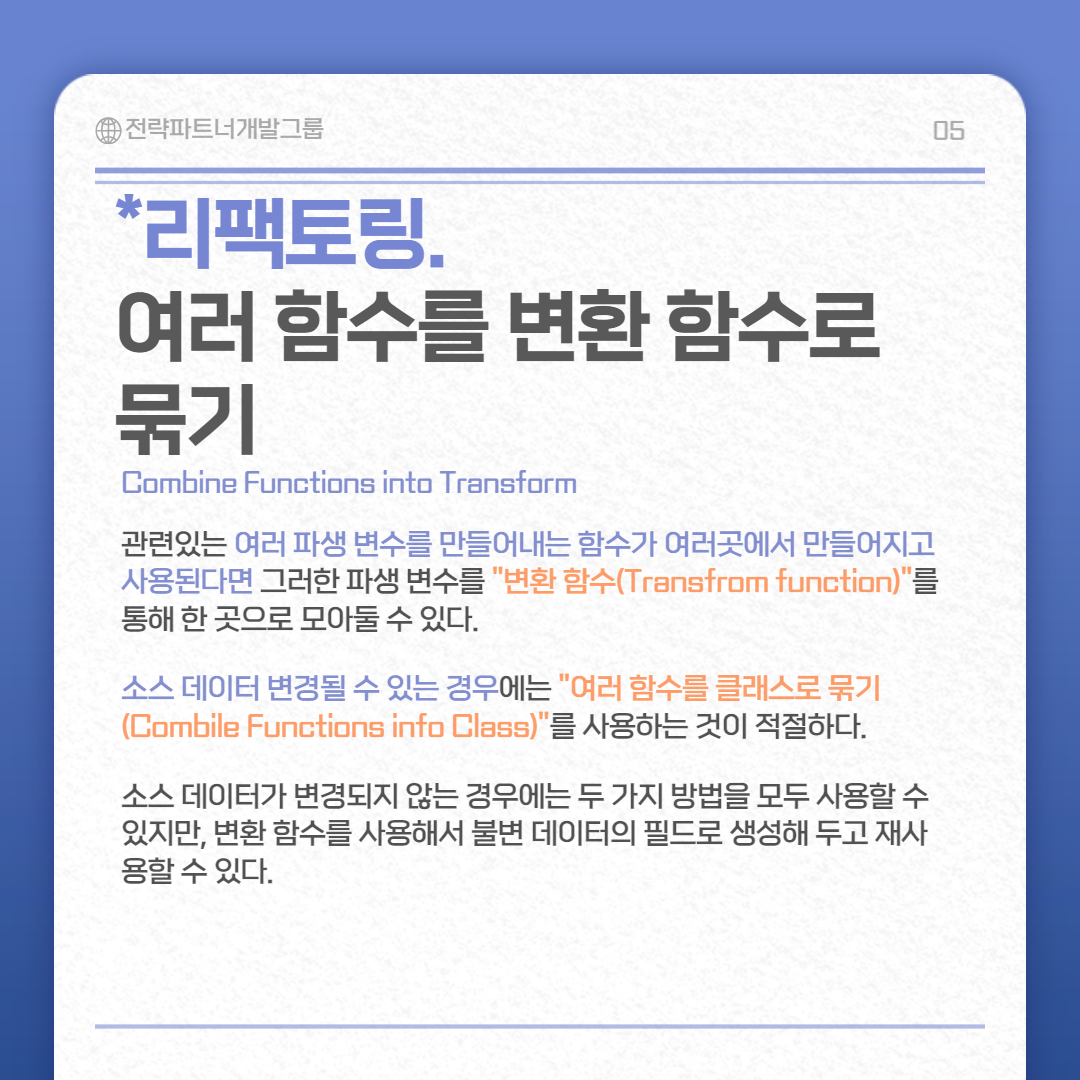 전략파트너개발그룹
05
*리팩토링.
여러 함수를 변환 함수로
묶기
Combine Functions into Transform
관련있는 여러 파생 변수를 만들어내는 함수가 여러곳에서 만들어지고
사용된다면 그러한 파생 변수를 "변환 함수(Transfrom function)"를
통해 한 곳으로 모아둘 수 있다.
소스 데이터 변경될 수 있는 경우에는 "여러 함수를 클래스로 묶기
(Combile Functions info Class)"를 사용하는 것이 적절하다.
소스 데이터가 변경되지 않는 경우에는 두 가지 방법을 모두 사용할 수
있지만, 변환 함수를 사용해서 불변 데이터의 필드로 생성해 두고 재사
용할 수 있다.